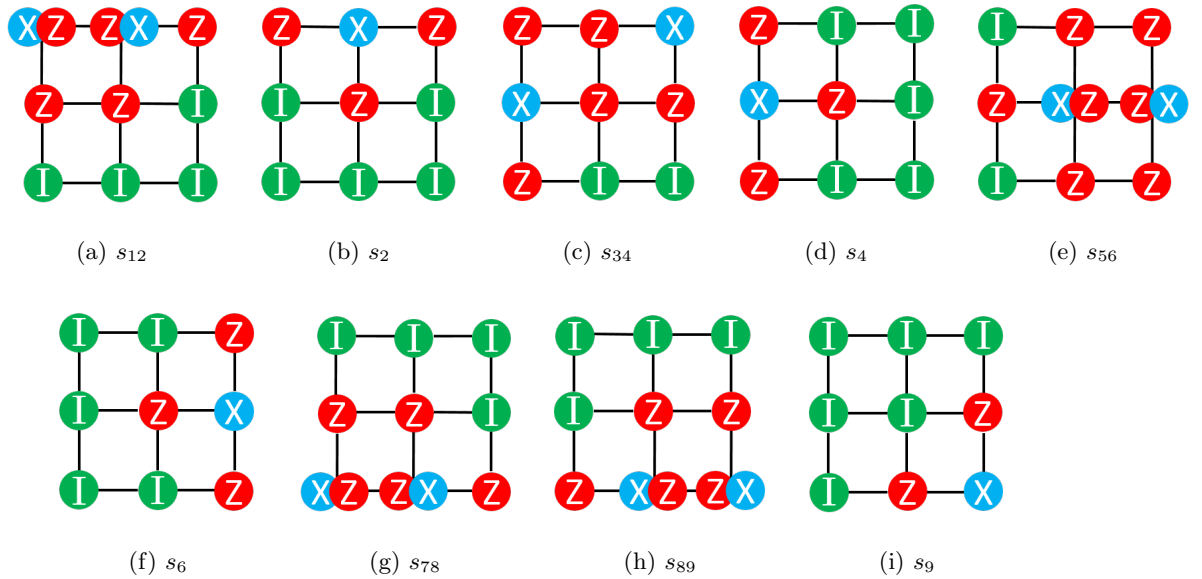 X Z Z X Z Z X Z Z Z X Z I I I Z Z
Z Z I I Z I X Z Z X Z I Z X Z Z X
I I I I I I Z I I Z I I I Z Z
(a) s12 (b) s2 (c) s34 (d) s4 (e) s56
I I Z I I I I I I I I I
I Z X Z Z I I Z Z I I Z
I I Z X Z Z X Z Z X Z Z X I Z X
(f) s6 (g) s78 (h) s89 (i) s9